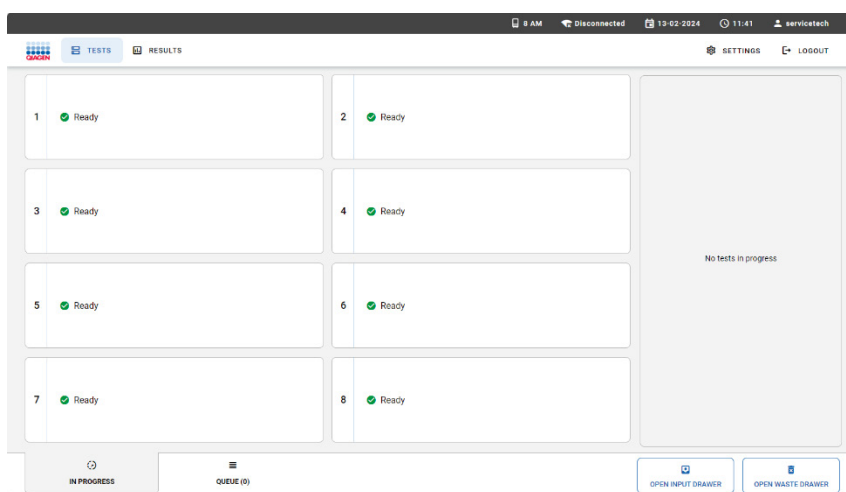 8 AM Disconnected 13-02-2024 11:41 servicetech
QIAGEN TESTS RESULTS SETTINGS LOGOUT
1 Ready 2 Ready
3 Ready 4 Ready
No tests in progress
5 Ready 6 Ready
7 Ready 8 Ready
IN PROGRESS QUEUE (0) OPEN INPUT DRAWER OPEN WASTE DRAWER